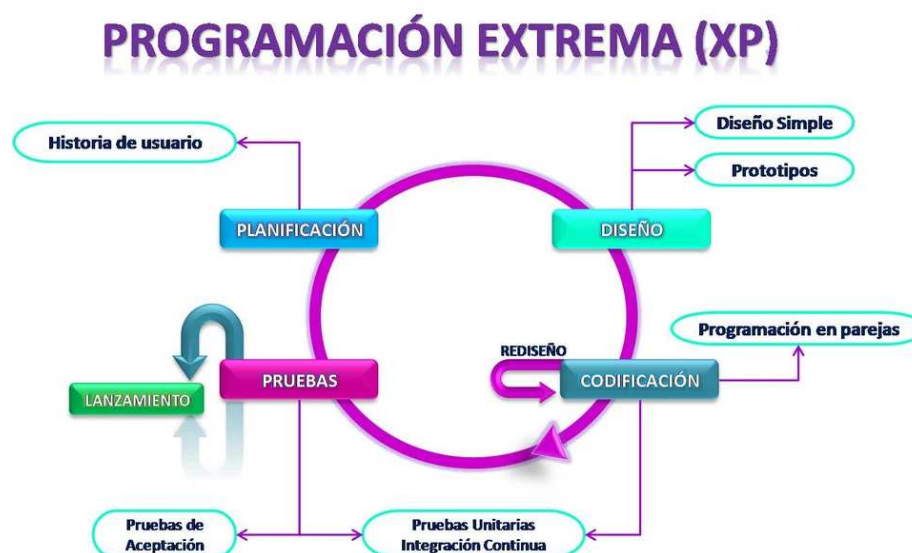 PROGRAMACIÓN EXTREMA (XP)
Historia de usuario
Diseño Simple
Prototipos
PLANIFICACIÓN
DISEÑO
Programación en parejas
REDISEÑO
PRUEBAS
CODIFICACIÓN
LANZAMIENTO
Pruebas de
Aceptación
Pruebas Unitarias
Integración Continua